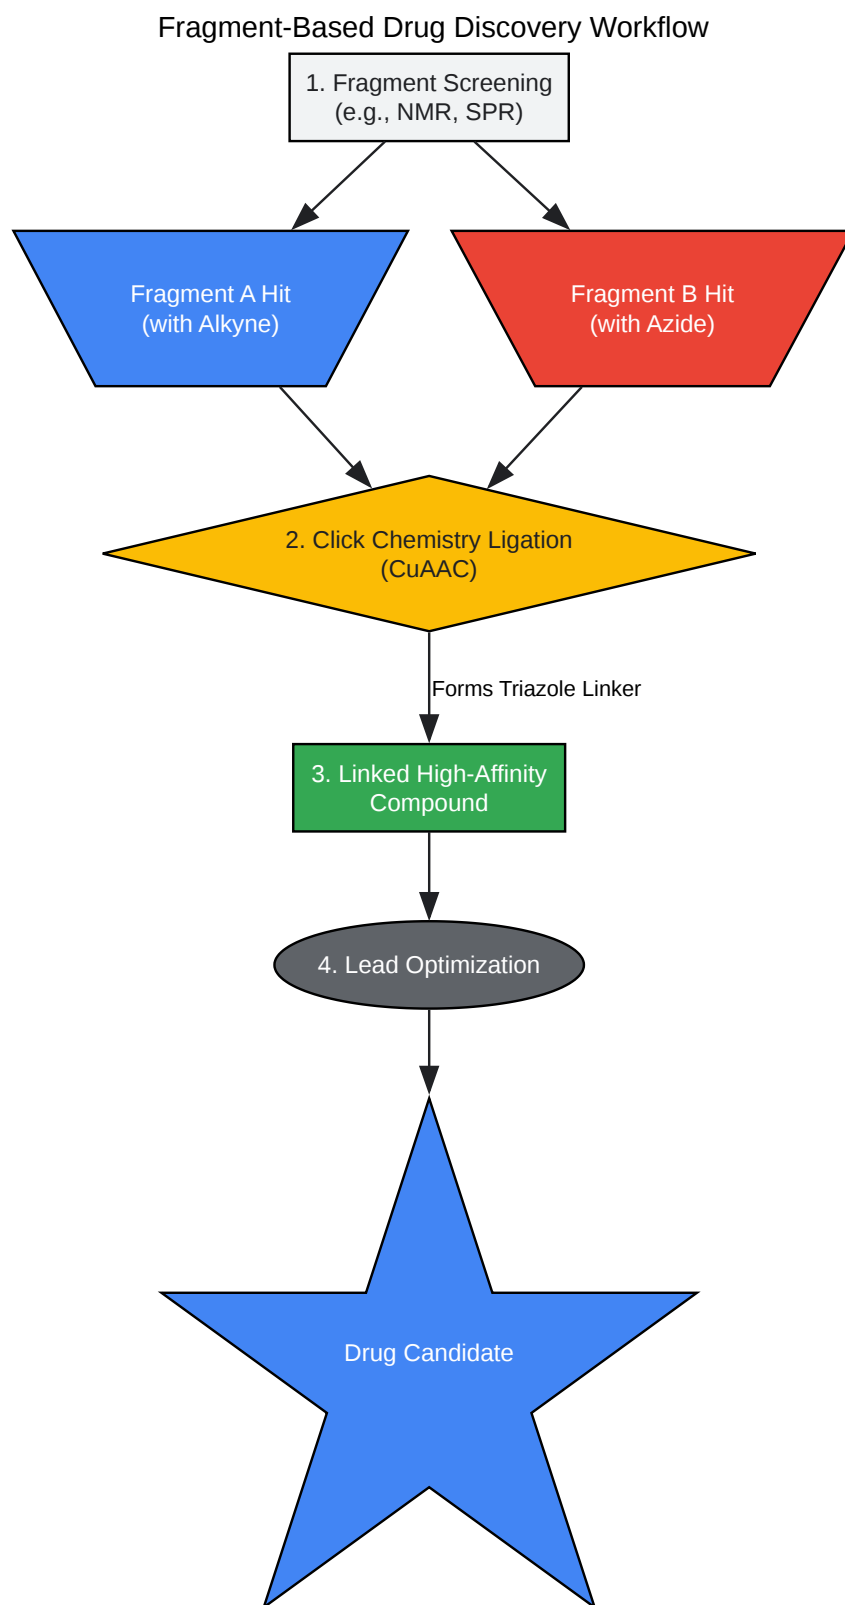 Fragment-Based Drug Discovery Workflow
1. Fragment Screening
(e.g., NMR, SPR)
Fragment A Hit
(with Alkyne)
Fragment B Hit
(with Azide)
2. Click Chemistry Ligation
(CuAAC)
Forms Triazole Linker
3. Linked High-Affinity
Compound
4. Lead Optimization
Drug Candidate